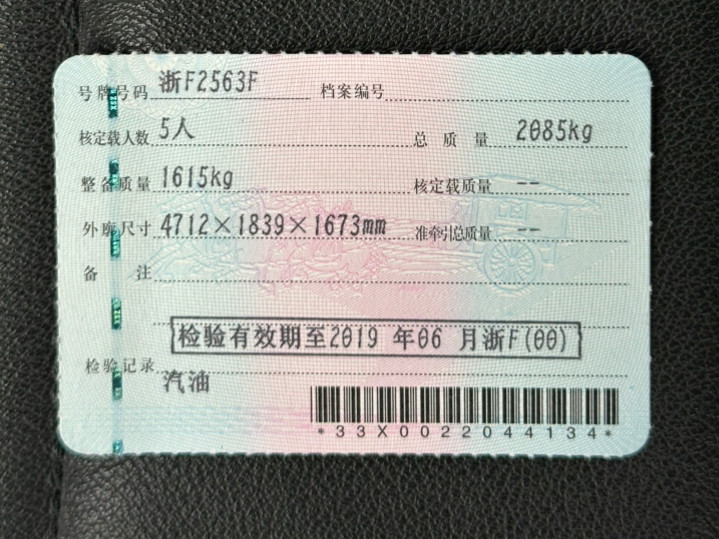 号牌号码 浙F2563F 档案编号
核定载人数 5人 总质量 2085kg
整备质量 1615kg 核定载质量 --
外廓尺寸 4712×1839×1673mm 准牵引总质量 --
备注
检验有效期至2019 年06 月浙F(00)
检验记录
汽油
*33X0022044134*